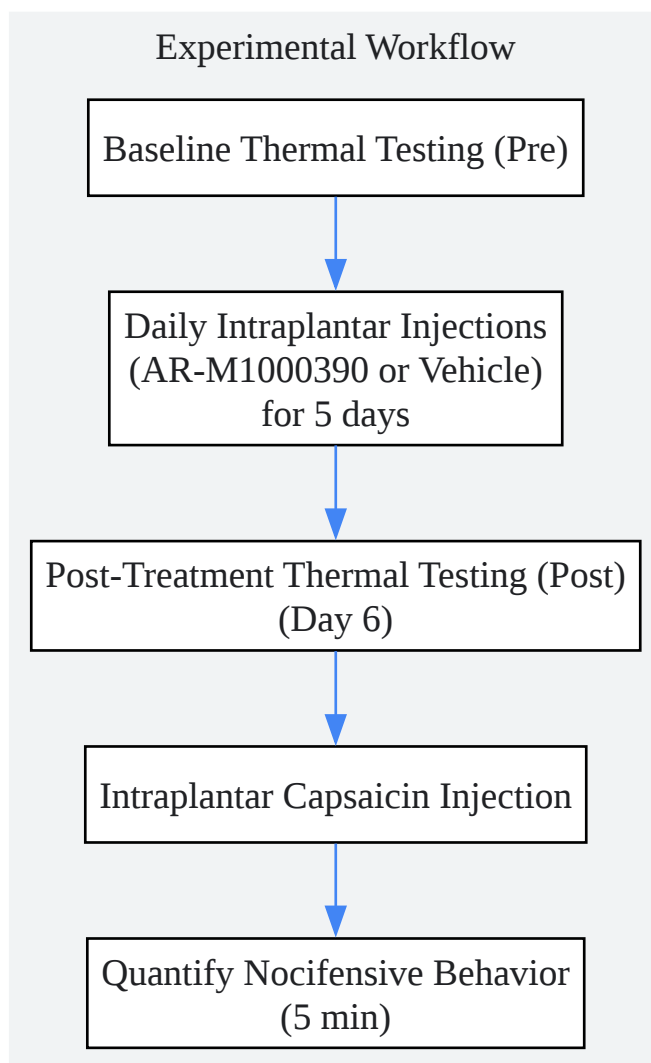 Experimental Workflow
Baseline Thermal Testing (Pre)
Daily Intraplantar Injections
(AR-M1000390 or Vehicle)
for 5 days
Post-Treatment Thermal Testing (Post)
(Day 6)
Intraplantar Capsaicin Injection
Quantify Nocifensive Behavior
(5 min)